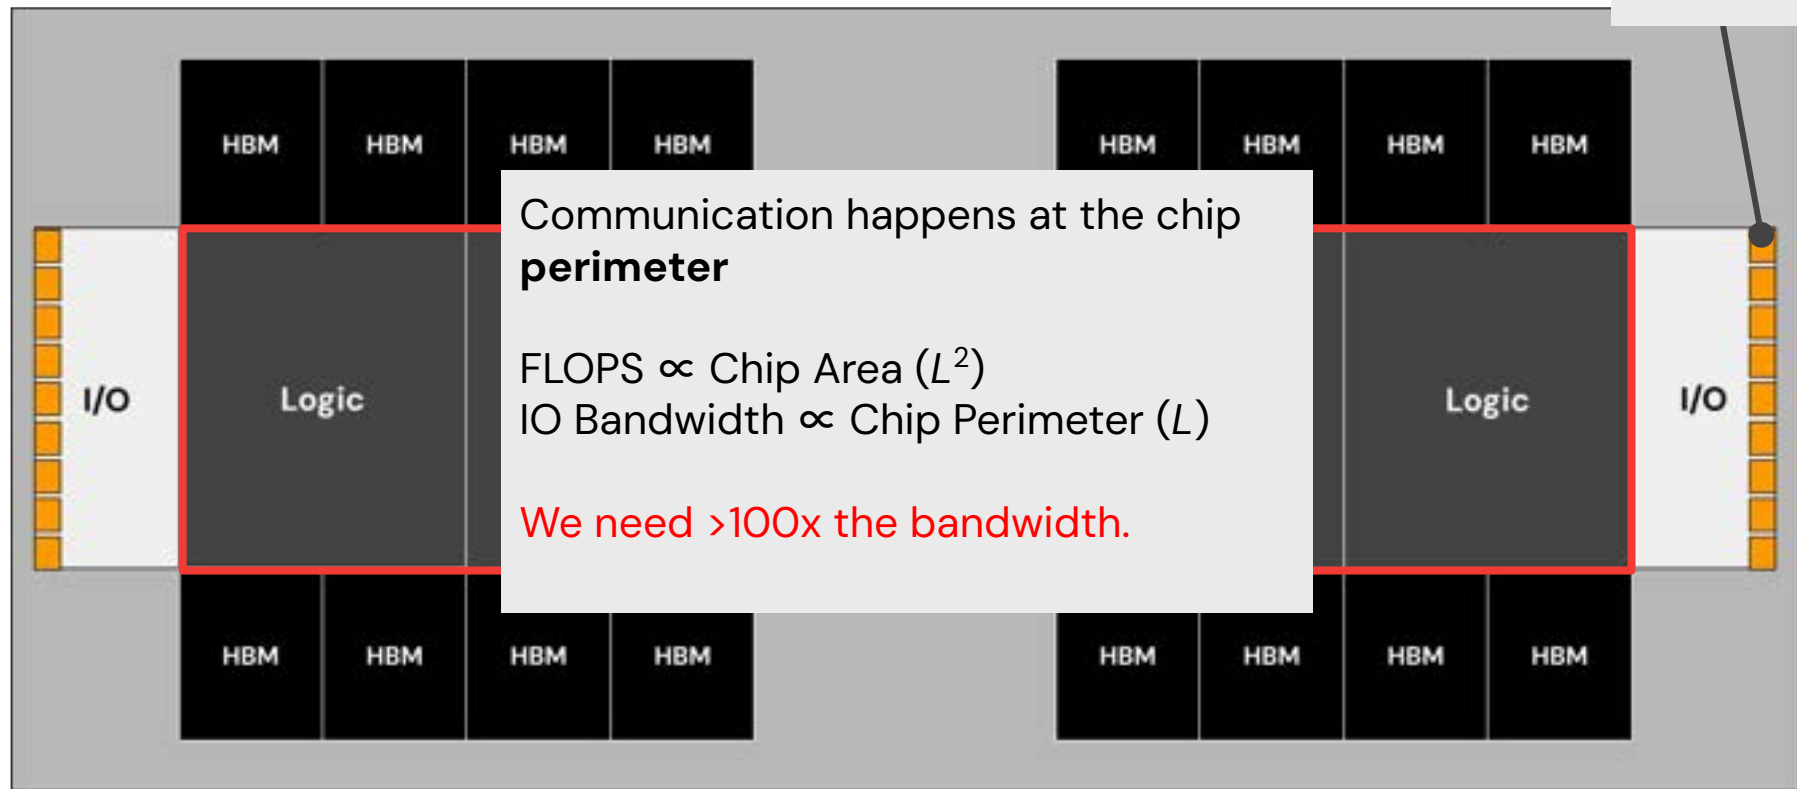 HBM HBM HBM HBM HBM HBM HBM HBM
Communication happens at the chip
perimeter
FLOPS ∝ Chip Area (L²)
I/O Logic Logic I/O
IO Bandwidth ∝ Chip Perimeter (L)
We need >100x the bandwidth.
HBM HBM HBM HBM HBM HBM HBM HBM